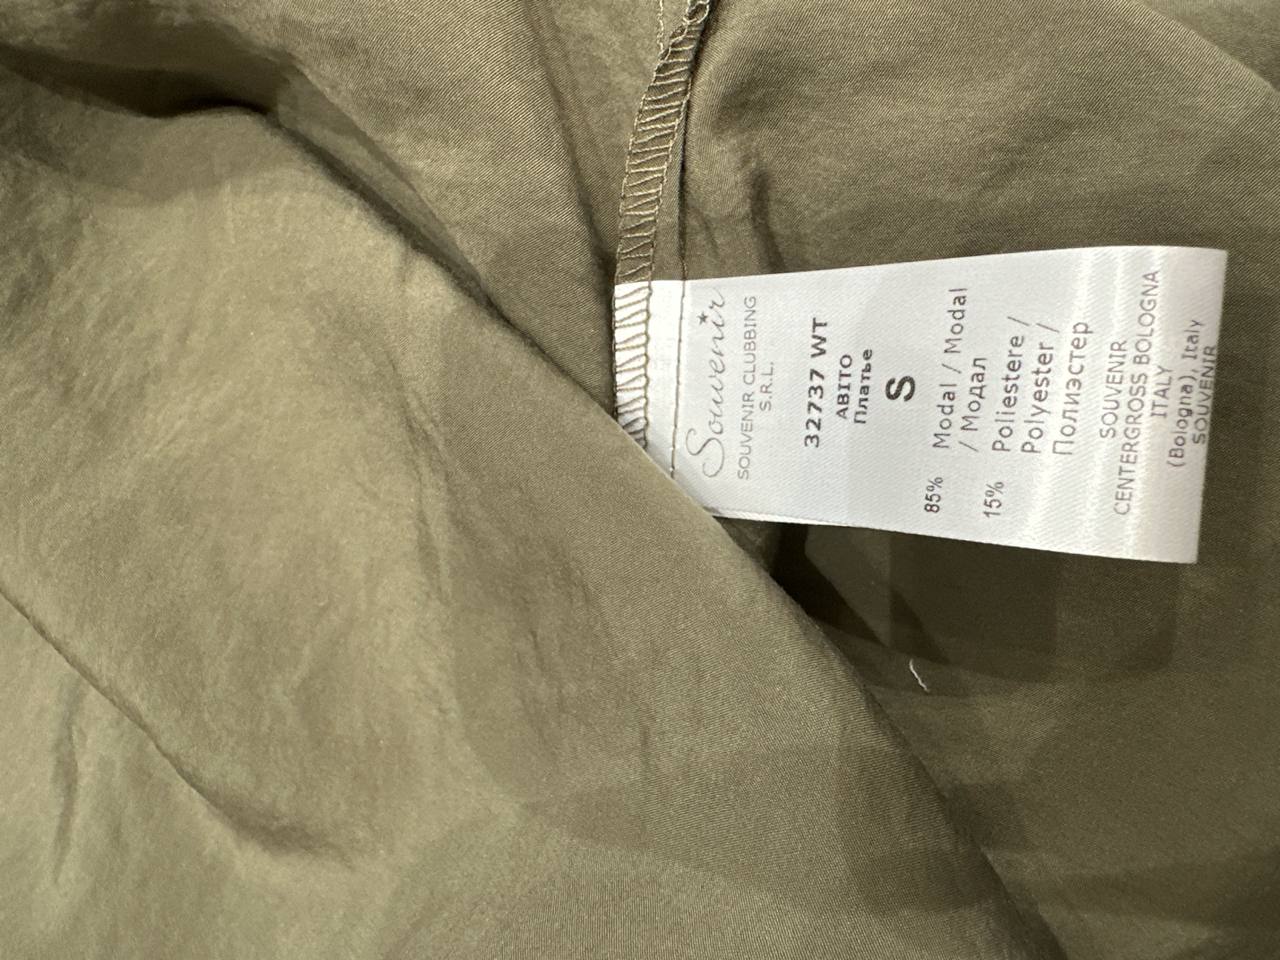 Souvenir
SOUVENIR CLUBBING
S.R.L.
32737 WT
ABITO
Платье
S
85% Modal / Modal
/ Модал
15% Poliestere /
Polyester /
Полиэстер
SOUVENIR
CENTERGROSS BOLOGNA
ITALY
(Bologna), Italy
SOUVENIR